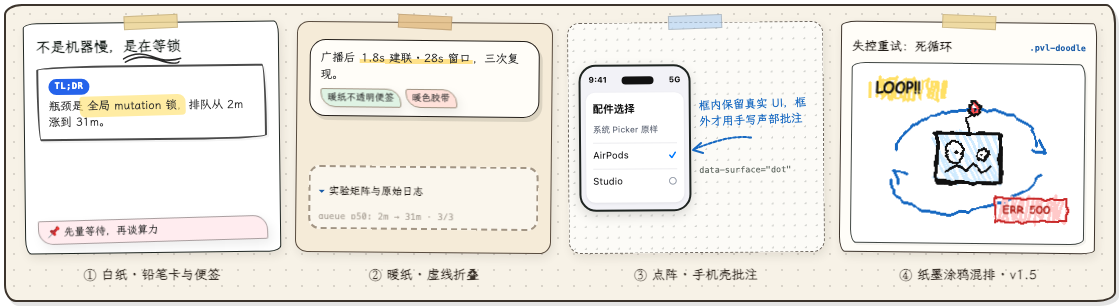 不是机器慢，是在等锁
TL;DR
瓶颈是 全局 mutation 锁，排队从 2m
涨到 31m。
📌 先量等待，再谈算力
① 白纸·铅笔卡与便签
广播后 1.8s 建联·28s 窗口，三次复
现。
暖纸不透明便签
暖色胶带
实验矩阵与原始日志
queue p50: 2m → 31m · 3/3
② 暖纸·虚线折叠
9:41
5G
配件选择
系统 Picker 原样
AirPods
Studio
框内保留真实 UI，框
外才用手写声部批注
data-surface="dot"
③ 点阵·手机壳批注
失控重试：死循环
.pvl-doodle
LOOP!!
ERR 500
④ 纸墨涂鸦混排·v1.5